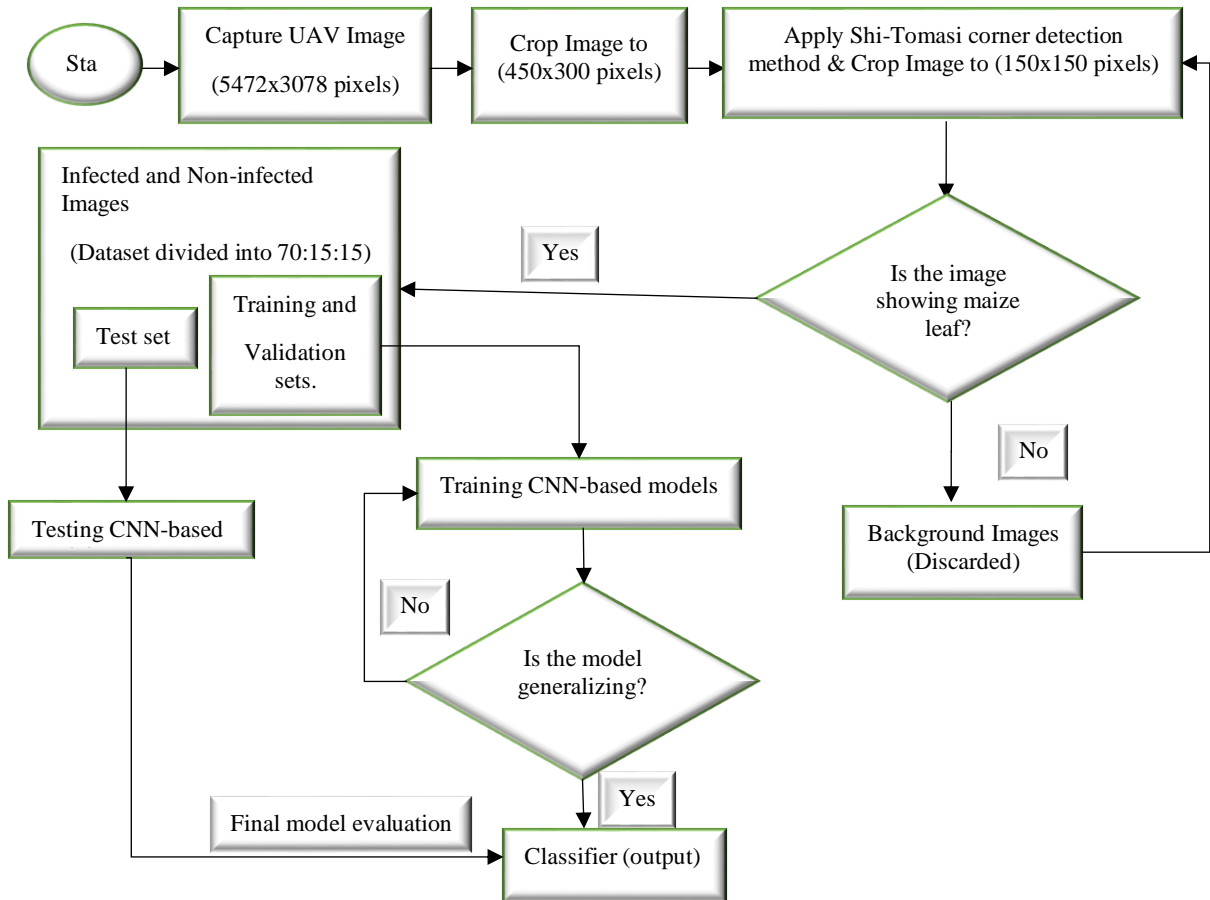 Sta
Capture UAV Image
(5472x3078 pixels)
Crop Image to
(450x300 pixels)
Apply Shi-Tomasi corner detection
method & Crop Image to (150x150 pixels)
Infected and Non-infected
Images
(Dataset divided into 70:15:15)
Test set
Training and
Validation
sets.
Yes
Is the image
showing maize
leaf?
No
Background Images
(Discarded)
Testing CNN-based
Training CNN-based models
No
Is the model
generalizing?
Yes
Final model evaluation
Classifier (output)